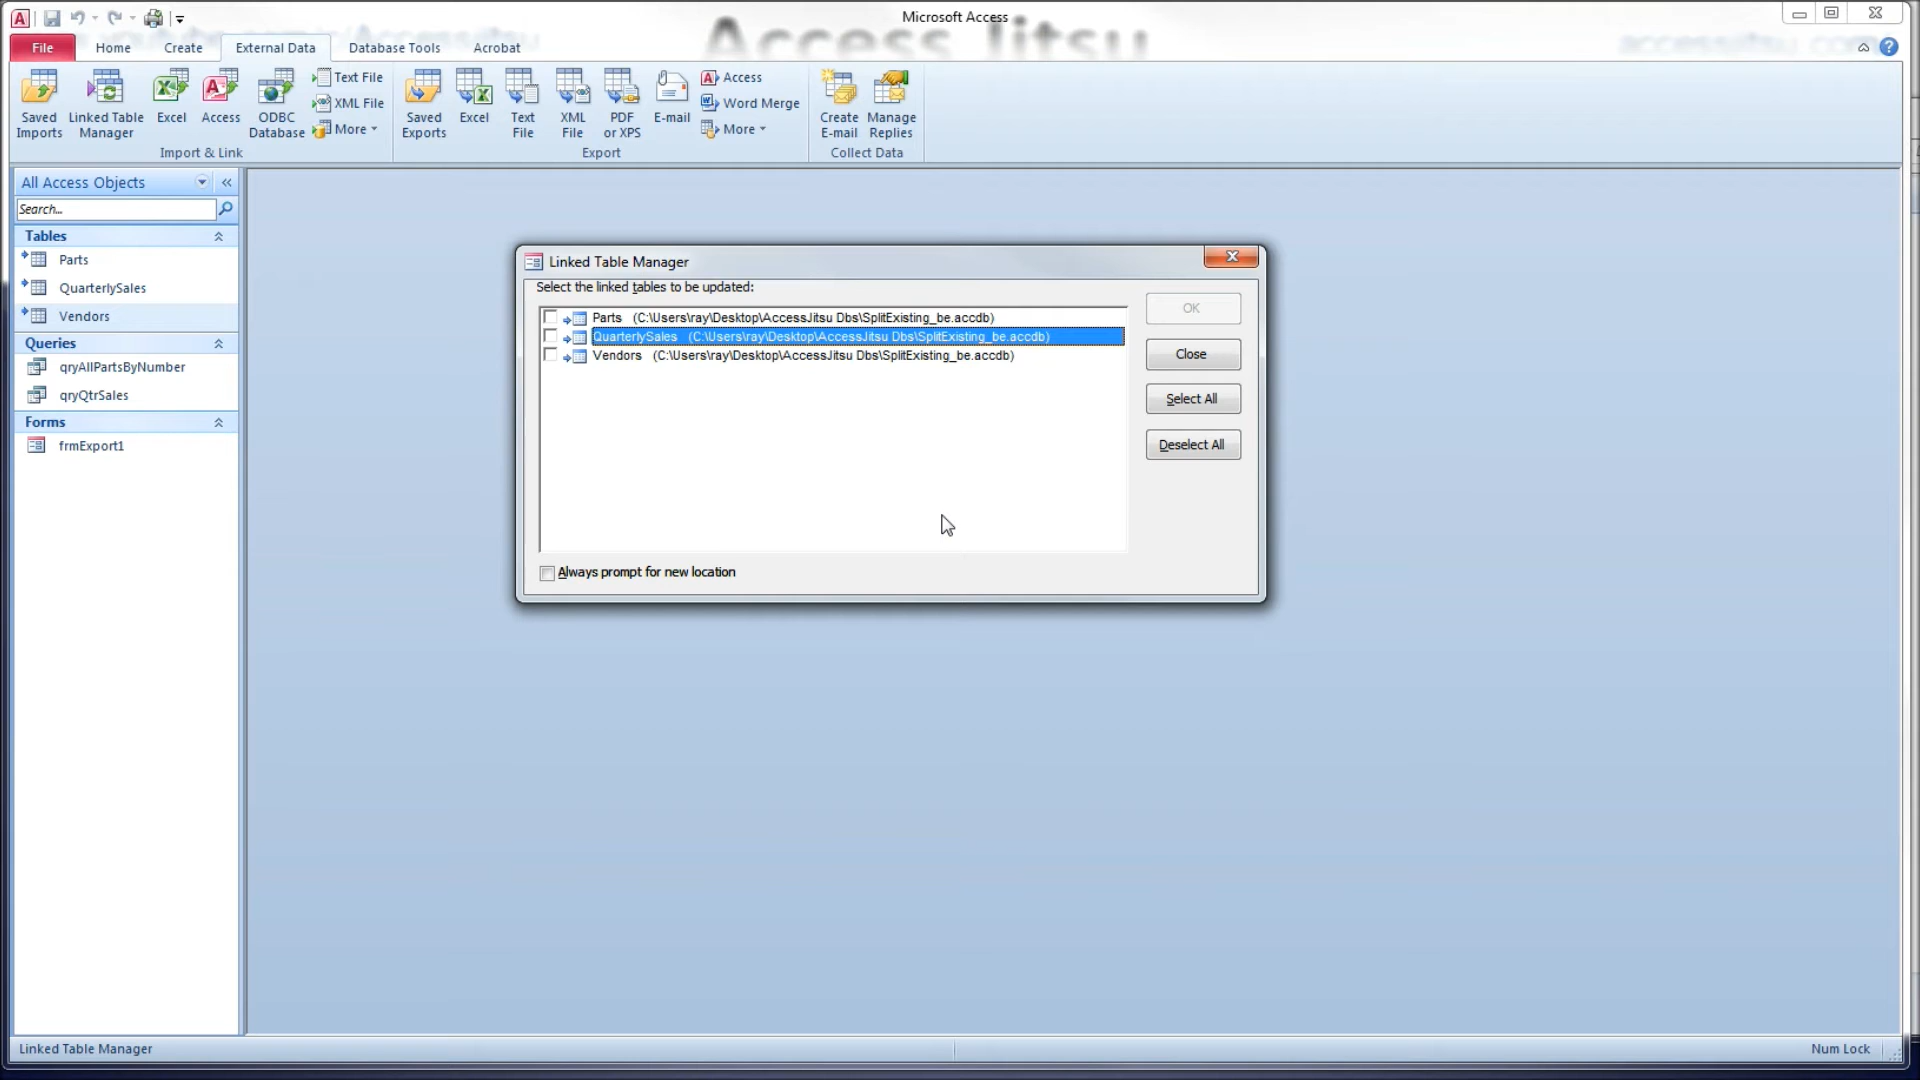 Microsoft Access
Access Jitsu
File
Home
Create
External Data
Database Tools
Acrobat
Saved Imports
Linked Table Manager
Excel
Access
ODBC Database
Text File
XML File
More
Import & Link
Saved Exports
Excel
Text File
XML File
PDF or XPS
E-mail
Access
Word Merge
More
Export
Create E-mail
Manage Replies
Collect Data
All Access Objects
Search...
Tables
Parts
QuarterlySales
Vendors
Queries
qryAllPartsByNumber
qryQtrSales
Forms
frmExport1
Linked Table Manager
Select the linked tables to be updated:
Parts (C:\Users\ray\Desktop\AccessJitsu Dbs\SplitExisting_be.accdb)
QuarterlySales (C:\Users\ray\Desktop\AccessJitsu Dbs\SplitExisting_be.accdb)
Vendors (C:\Users\ray\Desktop\AccessJitsu Dbs\SplitExisting_be.accdb)
OK
Close
Select All
Deselect All
Always prompt for new location
Linked Table Manager
Num Lock